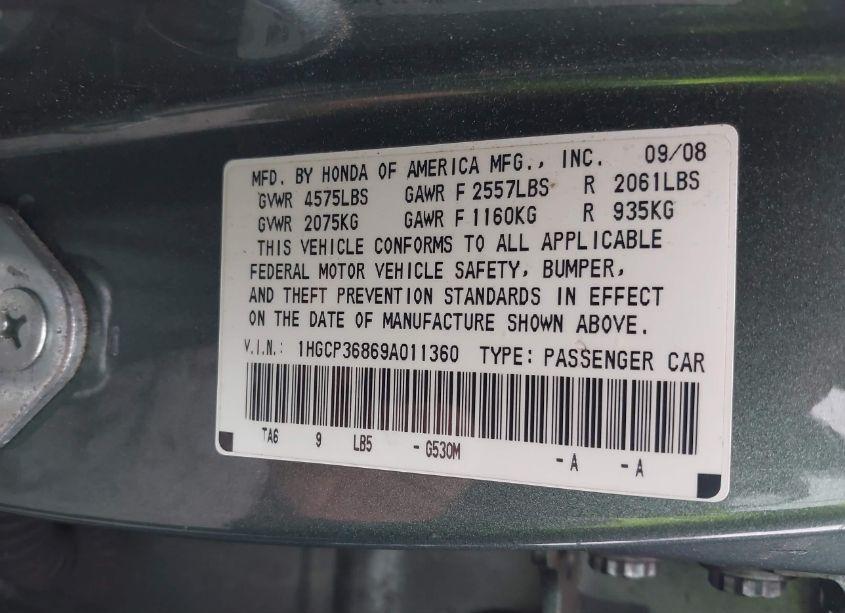 MFD. BY HONDA OF AMERICA MFG., INC. 09/08
GVWR 4575LBS GAWR F 2557LBS R 2061LBS
GVWR 2075KG GAWR F 1160KG R 935KG
THIS VEHICLE CONFORMS TO ALL APPLICABLE
FEDERAL MOTOR VEHICLE SAFETY, BUMPER,
AND THEFT PREVENTION STANDARDS IN EFFECT
ON THE DATE OF MANUFACTURE SHOWN ABOVE.
V.I.N.: 1HGCP36869A011360 TYPE: PASSENGER CAR
TA6 9 LB5 - G530M - A - A